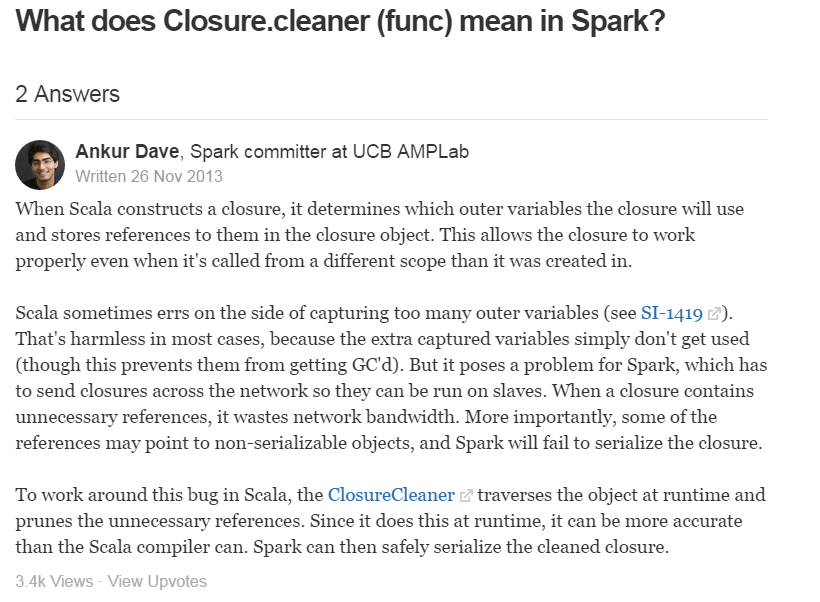 What does Closure.cleaner (func) mean in Spark?
2 Answers
Ankur Dave, Spark committer at UCB AMPLab
Written 26 Nov 2013
When Scala constructs a closure, it determines which outer variables the closure will use
and stores references to them in the closure object. This allows the closure to work
properly even when it's called from a different scope than it was created in.
Scala sometimes errs on the side of capturing too many outer variables (see SI-1419).
That's harmless in most cases, because the extra captured variables simply don't get used
(though this prevents them from getting GC'd). But it poses a problem for Spark, which has
to send closures across the network so they can be run on slaves. When a closure contains
unnecessary references, it wastes network bandwidth. More importantly, some of the
references may point to non-serializable objects, and Spark will fail to serialize the closure.
To work around this bug in Scala, the ClosureCleaner traverses the object at runtime and
prunes the unnecessary references. Since it does this at runtime, it can be more accurate
than the Scala compiler can. Spark can then safely serialize the cleaned closure.
3.4k Views · View Upvotes